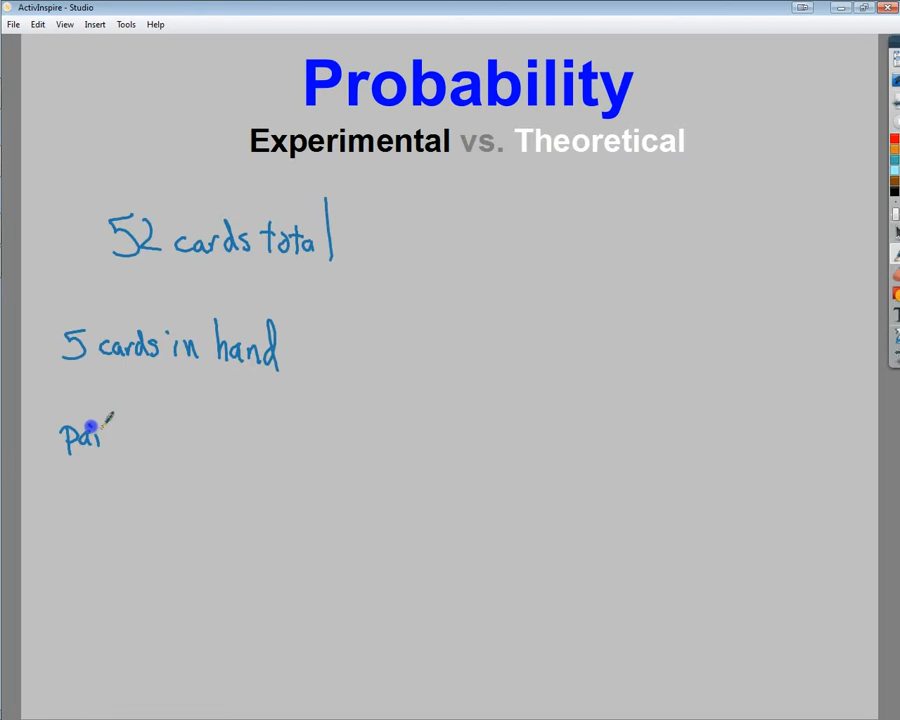 ActivInspire - Studio
File Edit View Insert Tools Help
Probability
Experimental vs. Theoretical
52 cards total
5 cards in hand
pai